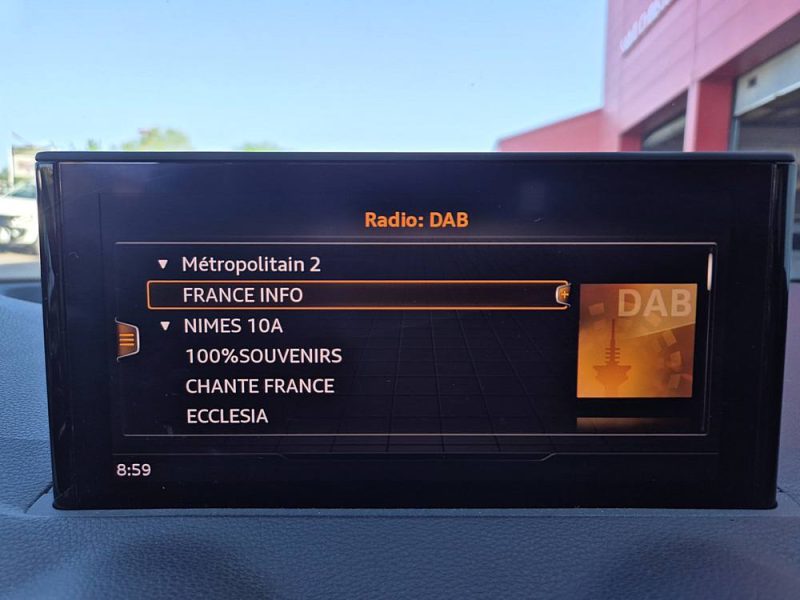 Radio: DAB
▼ Métropolitain 2
FRANCE INFO
▼ NIMES 10A
100%SOUVENIRS
CHANTE FRANCE
ECCLESIA
DAB
8:59